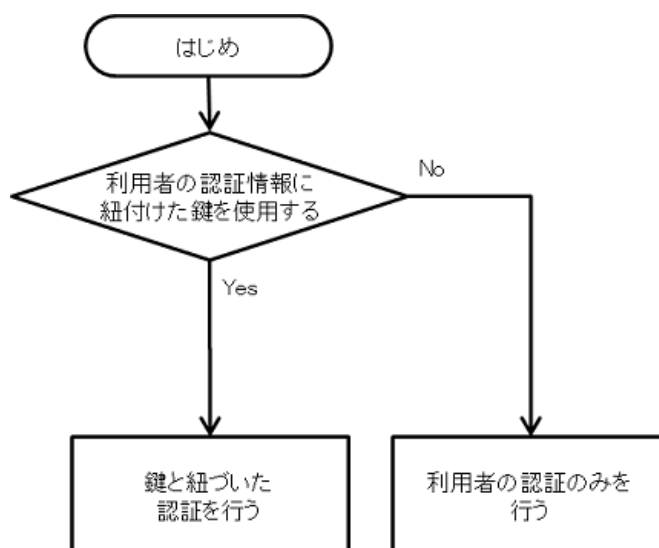 はじめ
利用者の認証情報に
紐付けた鍵を使用する
No
Yes
鍵と紐づいた
認証を行う
利用者の認証のみを
行う